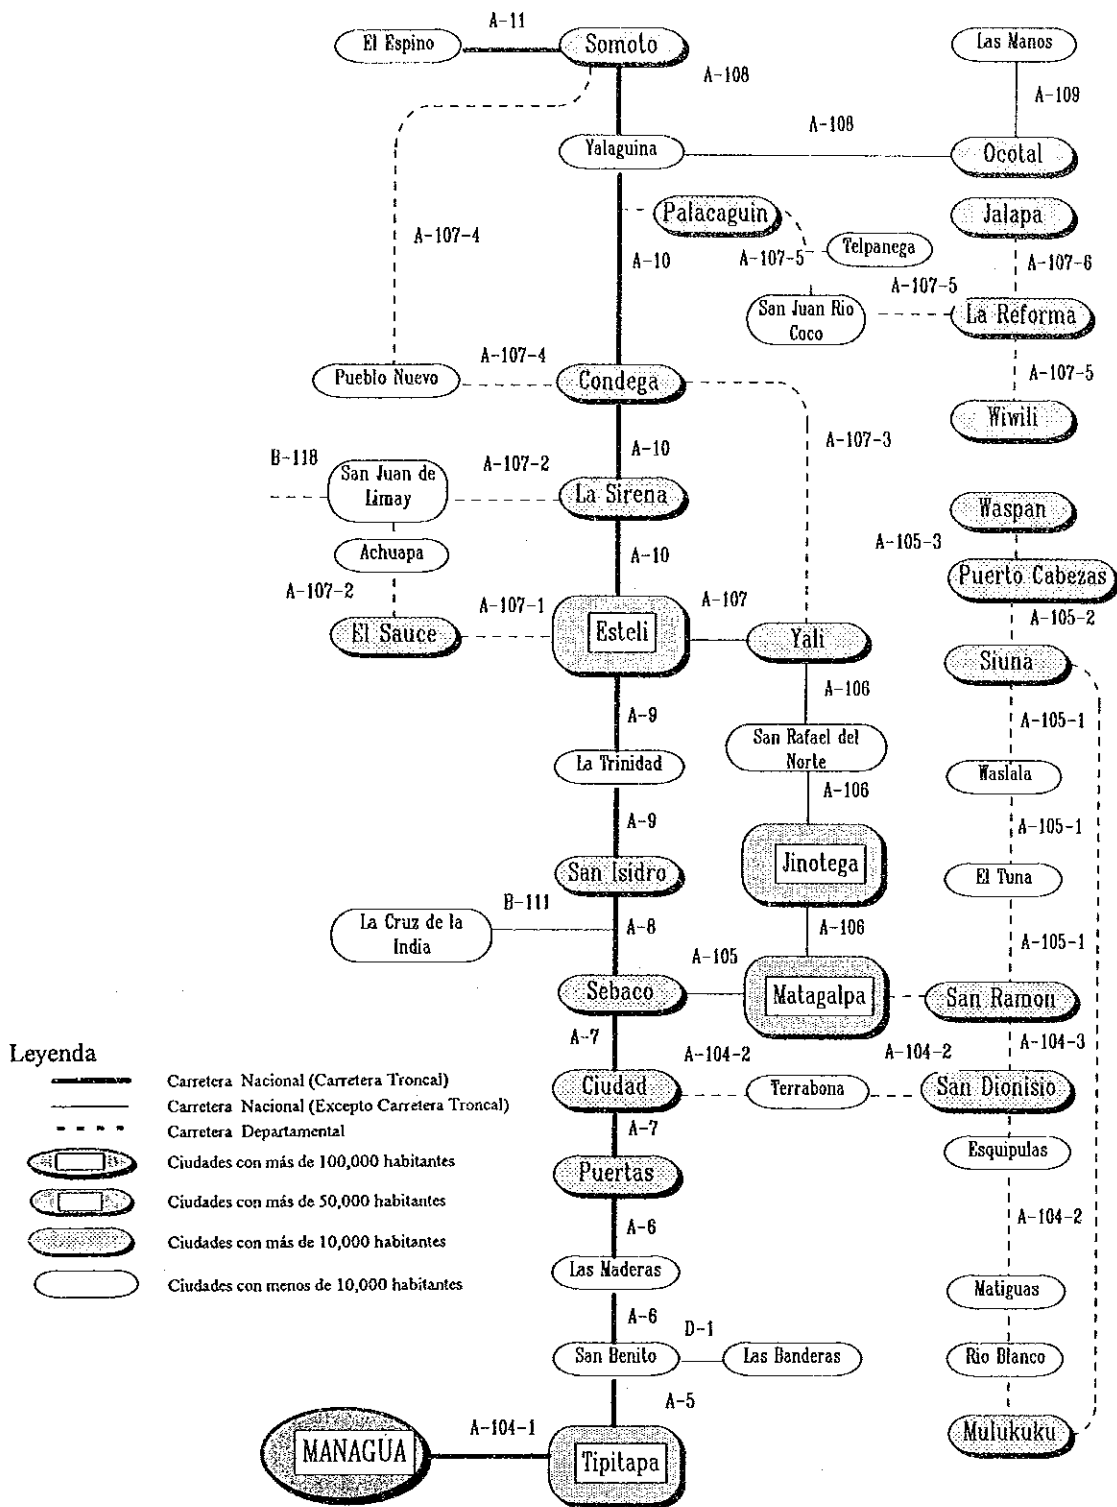 A-11
El Espino
Somoto
Las Manos
A-108
A-109
A-108
Yalaguina
Ocotal
Palacaguin
Jalapa
A-107-4
Telpanega
A-10
A-107-5
A-107-6
A-107-5
San Juan Rio
Coco
La Reforma
A-107-4
A-107-5
Pueblo Nuevo
Condega
Wiwili
A-107-3
B-118
A-10
San Juan de
Limay
A-107-2
La Sirena
Waspan
A-105-3
Achuapa
A-10
Puerto Cabezas
A-107-2
A-107-1
A-107
A-105-2
El Sauce
Esteli
Yali
Siuna
A-106
A-9
A-105-1
San Rafael del
Norte
La Trinidad
Waslala
A-106
A-9
A-105-1
Jinotega
San Isidro
El Tuna
B-111
La Cruz de la
India
A-8
A-106
A-105-1
A-105
Sebaco
Matagalpa
San Ramon
A-7
A-104-2
A-104-2
A-104-3
Leyenda
Carretera Nacional (Carretera Troncal)
Ciudad
Terrabona
San Dionisio
Carretera Nacional (Excepto Carretera Troncal)
Carretera Departamental
A-7
Esquipulas
Ciudades con más de 100,000 habitantes
Puertas
Ciudades con más de 50,000 habitantes
A-6
A-104-2
Ciudades con más de 10,000 habitantes
Las Maderas
Ciudades con menos de 10,000 habitantes
Matiguas
A-6
D-1
San Benito
Las Banderas
Rio Blanco
A-5
A-104-1
Mulukuku
MANAGUA
Tipitapa